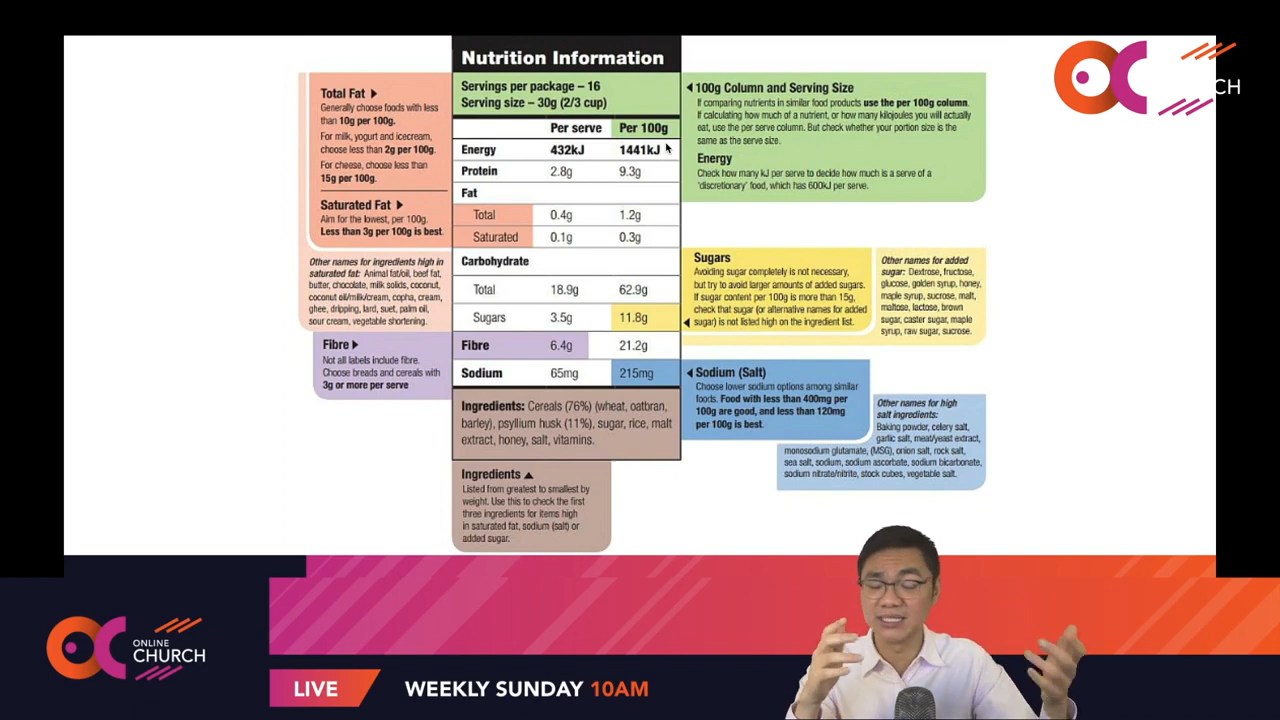 Nutrition Information
Servings per package – 16
Serving size – 30g (2/3 cup)
Per serve Per 100g
Energy 432kJ 1441kJ
Protein 2.8g 9.3g
Fat
Total 0.4g 1.2g
Saturated 0.1g 0.3g
Carbohydrate
Total 18.9g 62.9g
Sugars 3.5g 11.8g
Fibre 6.4g 21.2g
Sodium 65mg 215mg
Ingredients: Cereals (76%) (wheat, oatbran,
barley), psyllium husk (11%), sugar, rice, malt
extract, honey, salt, vitamins.
Ingredients
Listed from greatest to smallest by
weight. Use this to check the first
three ingredients for items high
in saturated fat, sodium (salt) or
added sugar.
Total Fat
Generally choose foods with less
than 10g per 100g.
For milk, yogurt and icecream,
choose less than 2g per 100g.
For cheese, choose less than
15g per 100g.
Saturated Fat
Aim for the lowest, per 100g.
Less than 3g per 100g is best.
Other names for ingredients high in
saturated fat: Animal fat/oil, beef fat,
butter, chocolate, milk solids, coconut,
coconut oil/milk/cream, copha, cream,
ghee, dripping, lard, suet, palm oil,
sour cream, vegetable shortening.
Fibre
Not all labels include fibre.
Choose breads and cereals with
3g or more per serve
100g Column and Serving Size
If comparing nutrients in similar food products use the per 100g column.
If calculating how much of a nutrient, or how many kilojoules you will actually
eat, use the per serve column. But check whether your portion size is the
same as the serve size.
Energy
Check how many kJ per serve to decide how much is a serve of a
'discretionary' food, which has 600kJ per serve.
Sugars
Avoiding sugar completely is not necessary,
but try to avoid larger amounts of added sugars.
If sugar content per 100g is more than 15g,
check that sugar (or alternative names for added
sugar) is not listed high on the ingredient list.
Other names for added
sugar: Dextrose, fructose,
glucose, golden syrup, honey,
maple syrup, sucrose, malt,
maltose, lactose, brown
sugar, caster sugar, maple
syrup, raw sugar, sucrose.
Sodium (Salt)
Choose lower sodium options among similar
foods. Food with less than 400mg per
100g are good, and less than 120mg
per 100g is best.
Other names for high
salt ingredients:
Baking powder, celery salt,
garlic salt, meat/yeast extract,
monosodium glutamate, (MSG), onion salt, rock salt,
sea salt, sodium, sodium ascorbate, sodium bicarbonate,
sodium nitrate/nitrite, stock cubes, vegetable salt.
OC
CH
OC
ONLINE
CHURCH
LIVE
WEEKLY SUNDAY 10AM